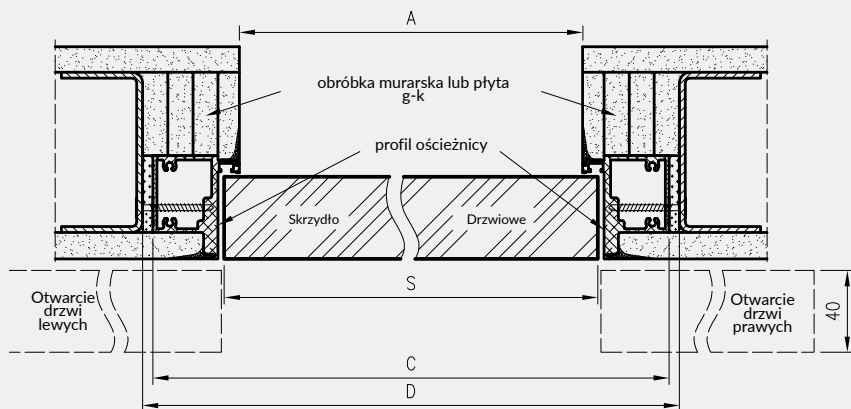 A
obróbka murarska lub płyta
g-k
profil ościeżnicy
Skrzydło
Drzwiowe
S
Otwarcie
drzwi
lewych
Otwarcie
drzwi
prawych
40
C
D